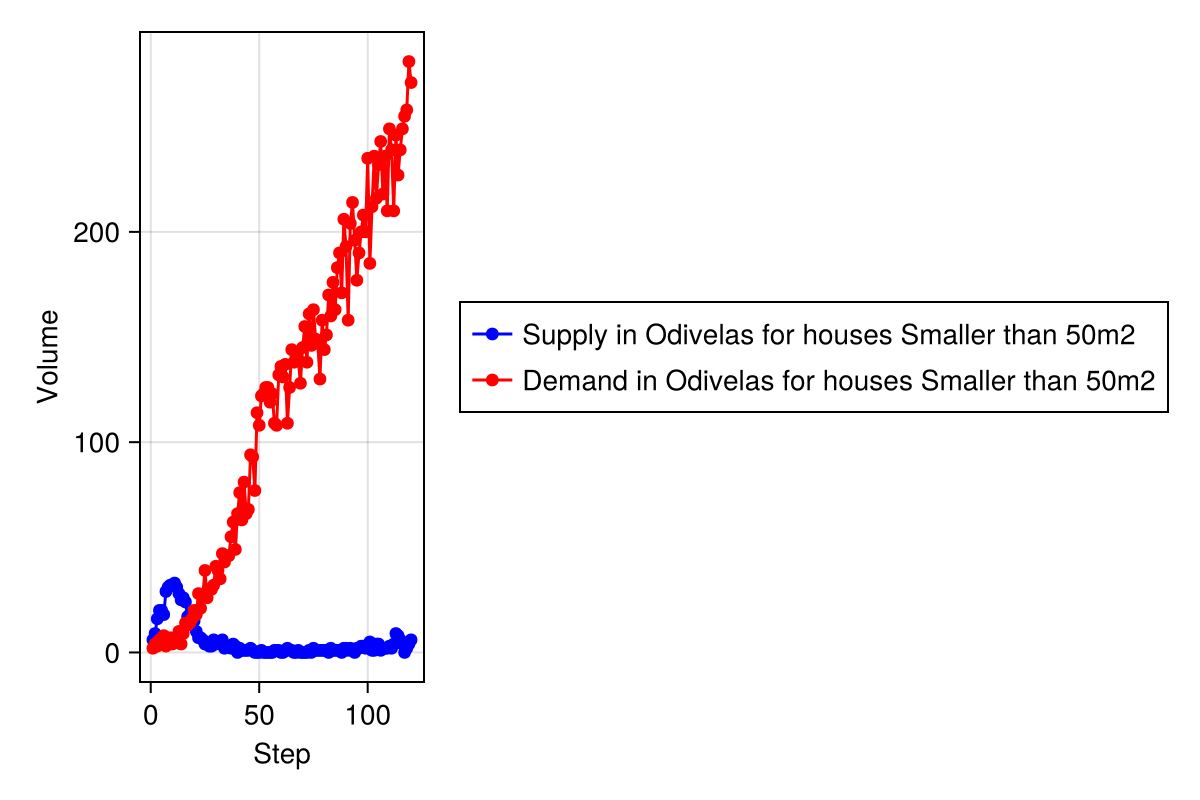 Volume
200
100
0
0 50 100
Step
Supply in Odivelas for houses Smaller than 50m2
Demand in Odivelas for houses Smaller than 50m2